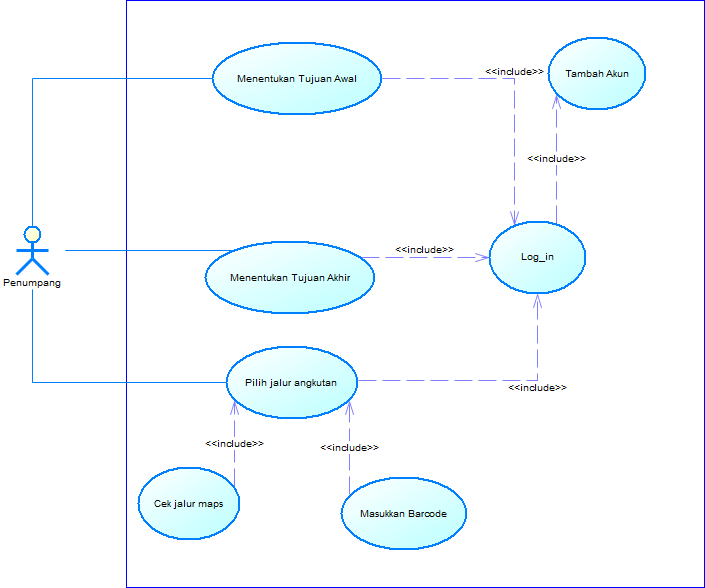 Menentukan Tujuan Awal
<<include>>
Tambah Akun
<<include>>
Penumpang
Menentukan Tujuan Akhir
<<include>>
Log_in
Pilih jalur angkutan
<<include>>
<<include>>
<<include>>
Cek jalur maps
Masukkan Barcode